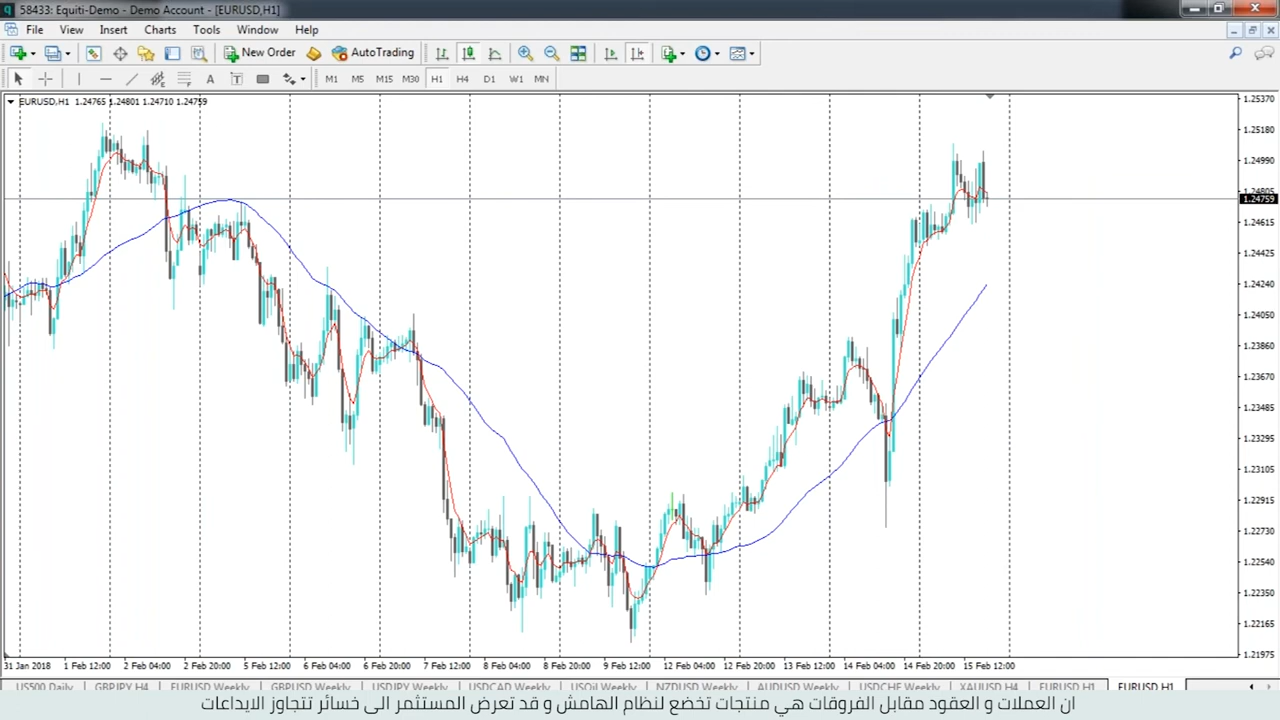 58433: Equiti-Demo - Demo Account - [EURUSD,H1]
File View Insert Charts Tools Window Help
New Order AutoTrading
A T M1 M5 M15 M30 H1 H4 D1 W1 MN
EURUSD,H1 1.24765 1.24801 1.24710 1.24759
1.25370
1.25180
1.24990
1.24805
1.24759
1.24615
1.24425
1.24240
1.24050
1.23860
1.23670
1.23485
1.23295
1.23105
1.22915
1.22730
1.22540
1.22350
1.22165
1.21975
31 Jan 2018 1 Feb 12:00 2 Feb 04:00 2 Feb 20:00 5 Feb 12:00 6 Feb 04:00 6 Feb 20:00 7 Feb 12:00 8 Feb 04:00 8 Feb 20:00 9 Feb 12:00 12 Feb 04:00 12 Feb 20:00 13 Feb 12:00 14 Feb 04:00 14 Feb 20:00 15 Feb 12:00
US500 Daily GBPJPY H4 EURUSD Weekly GBPUSD Weekly USDJPY Weekly USDCAD Weekly USOil Weekly NZDUSD Weekly AUDUSD Weekly USDCHF Weekly XAUUSD H4 EURUSD H1 EURUSD H1
ان العملات و العقود مقابل الفروقات هي منتجات تخضع لنظام الهامش و قد تعرض المستثمر الى خسائر تتجاوز الايداعات